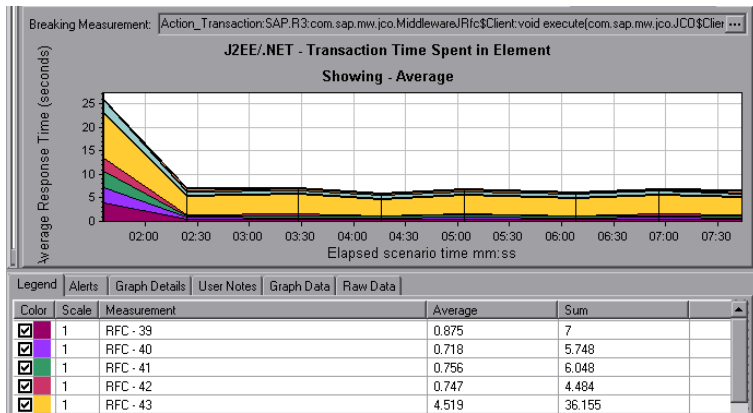 Breaking Measurement: Action_Transaction:SAP.R3:com.sap.mw.jco.MiddlewareJRfc$Client:void execute(com.sap.mw.jco.JCO$Clier ...
J2EE/.NET - Transaction Time Spent in Element
Showing - Average
Average Response Time (seconds)
25
20
15
10
5
0
02:00 02:30 03:00 03:30 04:00 04:30 05:00 05:30 06:00 06:30 07:00 07:30
Elapsed scenario time mm:ss
Legend Alerts Graph Details User Notes Graph Data Raw Data
Color Scale Measurement Average Sum
1 RFC - 39 0.875 7
1 RFC - 40 0.718 5.748
1 RFC - 41 0.756 6.048
1 RFC - 42 0.747 4.484
1 RFC - 43 4.519 36.155